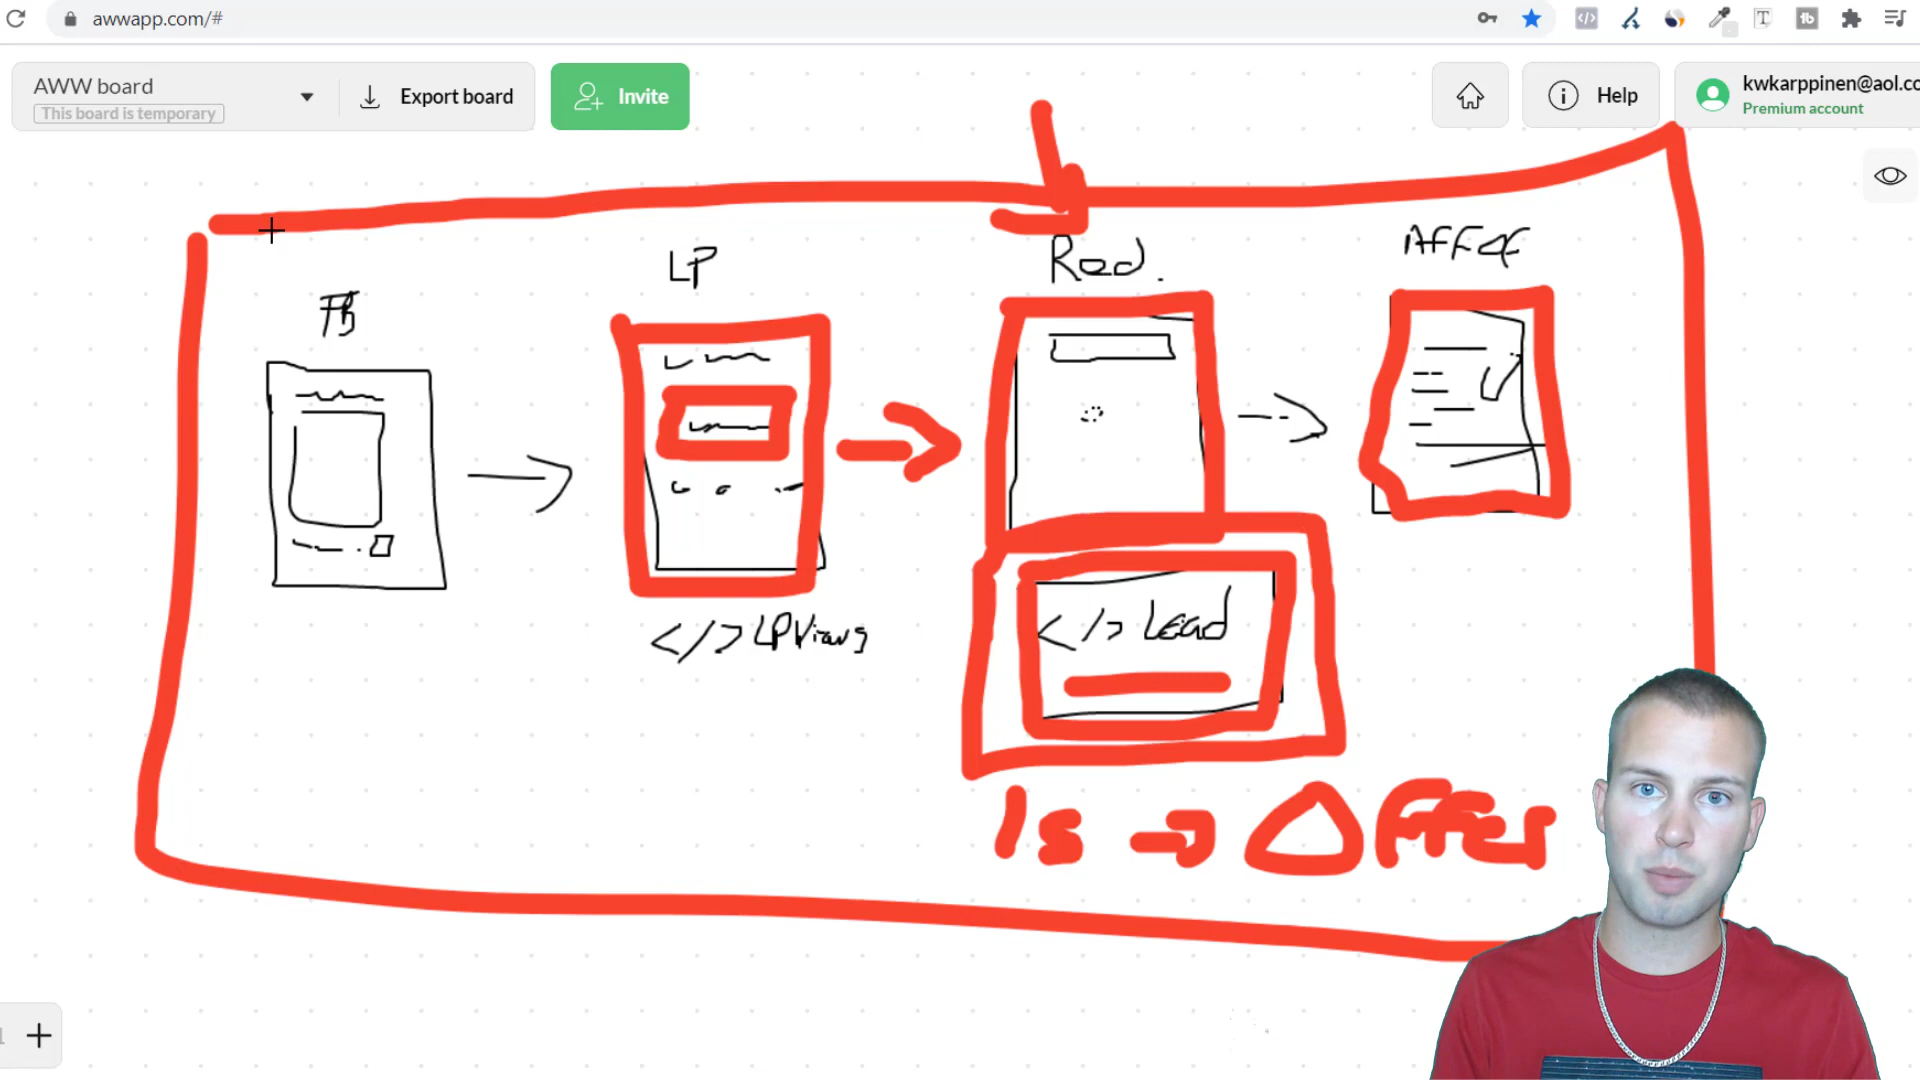 awwapp.com/#
AWW board
This board is temporary
Export board
Invite
Help
kwkarppinen@aol.co
Premium account
FB
LP
Red.
AFF OF
</> LPViews
</> Lead
1s → Offer
T
tb
</>